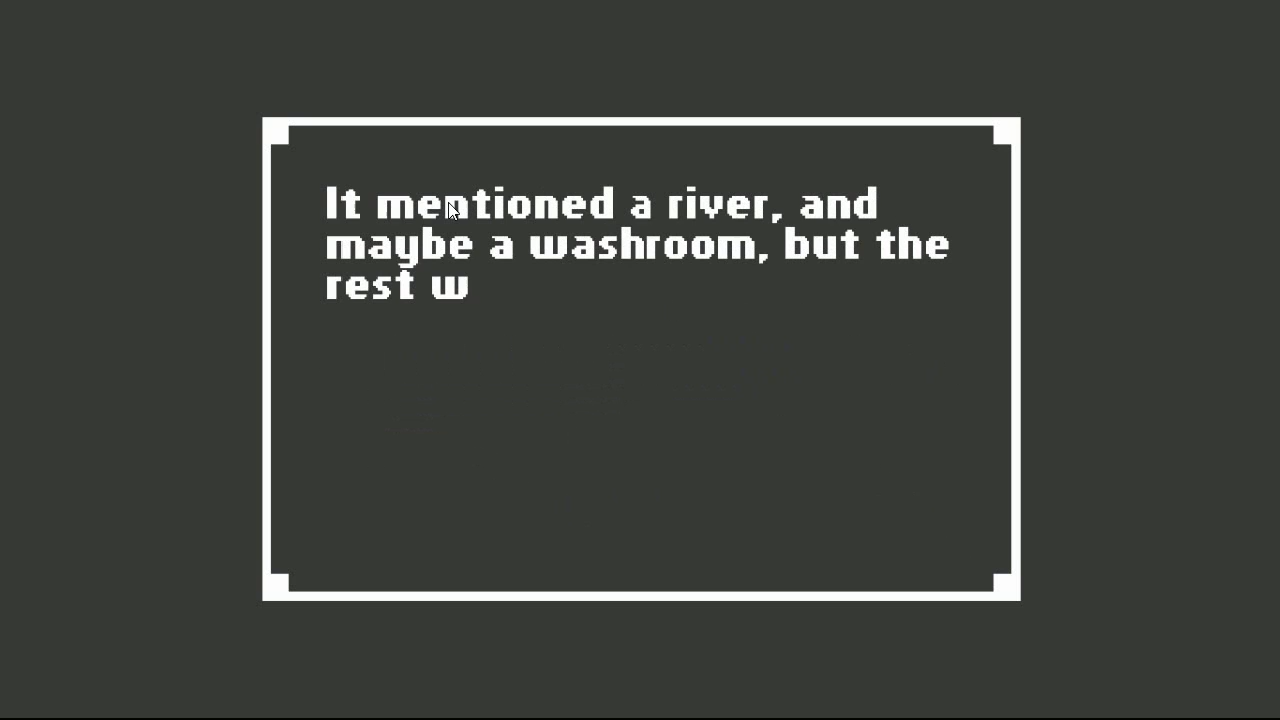 It mentioned a river, and
maybe a washroom, but the
rest w